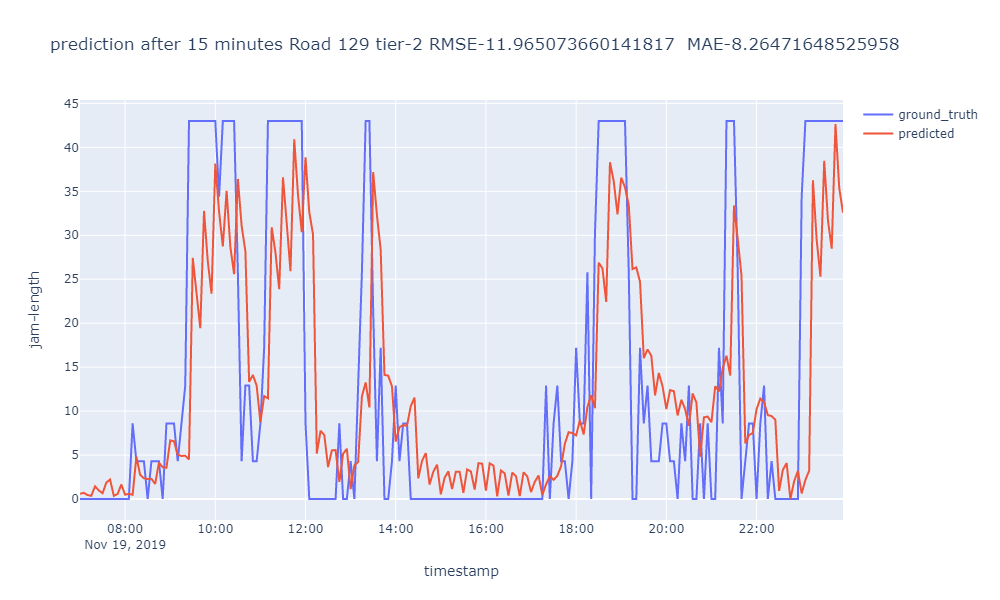 prediction after 15 minutes Road 129 tier-2 RMSE-11.965073660141817 MAE-8.26471648525958
ground_truth
predicted
jam-length
45
40
35
30
25
20
15
10
5
0
08:00 10:00 12:00 14:00 16:00 18:00 20:00 22:00
Nov 19, 2019
timestamp